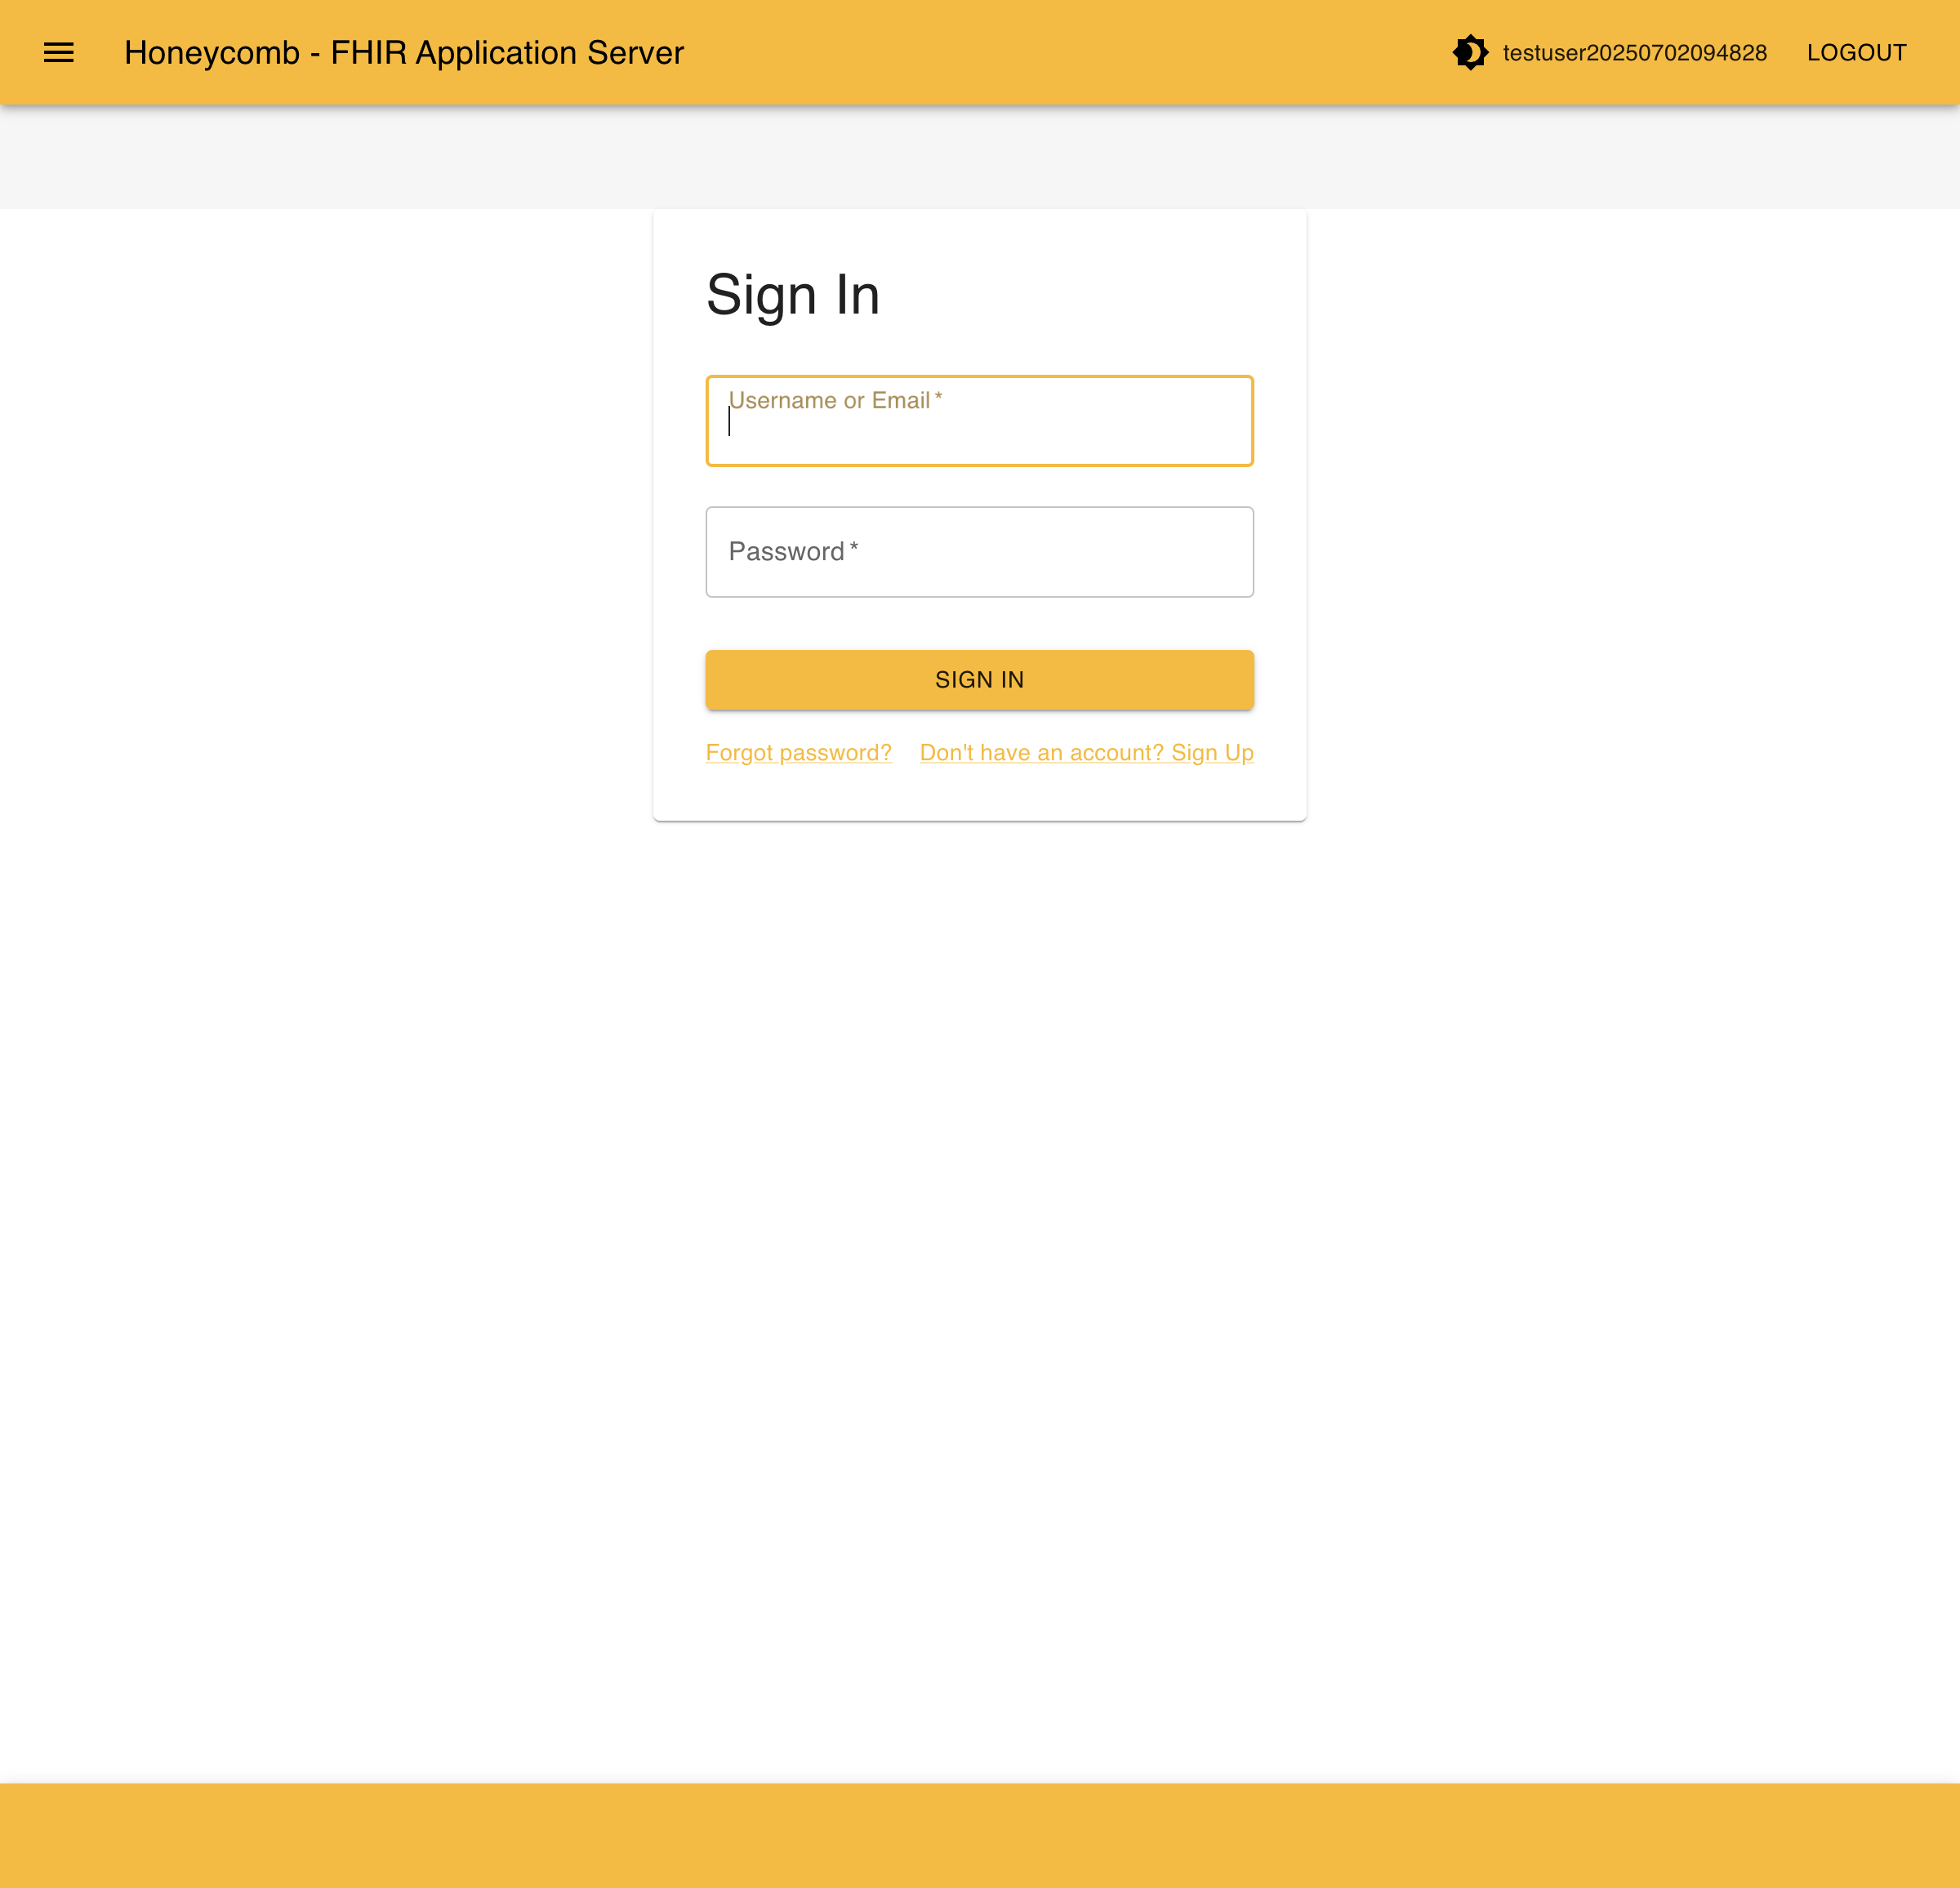 Honeycomb - FHIR Application Server
testuser20250702094828
LOGOUT
Sign In
Username or Email *
Password *
SIGN IN
Forgot password?
Don't have an account? Sign Up